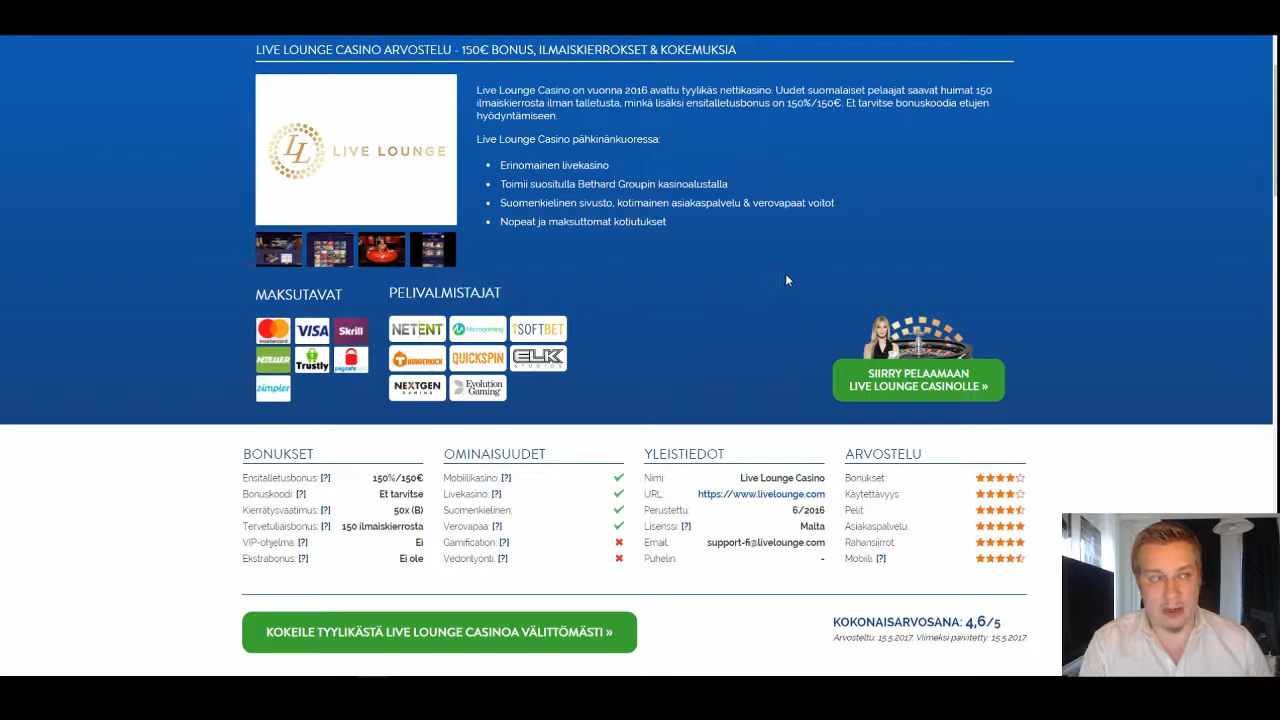 LIVE LOUNGE CASINO ARVOSTELU - 150€ BONUS, ILMAISKIERROKSET & KOKEMUKSIA
LL LIVE LOUNGE
Live Lounge Casino on vuonna 2016 avattu tyylikäs nettikasino. Uudet suomalaiset pelaajat saavat huimat 150
ilmaiskierrosta ilman talletusta, minkä lisäksi ensitalletusbonus on 150%/150€. Et tarvitse bonuskoodia etujen
hyödyntämiseen.
Live Lounge Casino pähkinänkuoressa:
Erinomainen livekasino
Toimii suositulla Bethard Groupin kasinoalustalla
Suomenkielinen sivusto, kotimainen asiakaspalvelu & verovapaat voitot
Nopeat ja maksuttomat kotiutukset
MAKSUTAVAT
mastercard VISA Skrill
NETELLER Trustly paysafecard
zimpler
PELIVALMISTAJAT
NETENT Microgaming iSOFTBET
THUNDERKICK QUICKSPIN ELK STUDIOS
NEXTGEN GAMING Evolution Gaming
SIIRRY PELAAMAAN
LIVE LOUNGE CASINOLLE »
BONUKSET
Ensitalletusbonus: [?] 150%/150€
Bonuskoodi: [?] Et tarvitse
Kierrätysvaatimus: [?] 50x (B)
Tervetuliaisbonus: [?] 150 ilmaiskierrosta
VIP-ohjelma: [?] Ei
Ekstrabonus: [?] Ei ole
OMINAISUUDET
Mobiilikasino: [?]
Livekasino: [?]
Suomenkielinen:
Verovapaa: [?]
Gamification: [?]
Vedonlyönti: [?]
YLEISTIEDOT
Nimi: Live Lounge Casino
URL: https://www.livelounge.com
Perustettu: 6/2016
Lisenssi: [?] Malta
Email: support-fi@livelounge.com
Puhelin: -
ARVOSTELU
Bonukset:
Käytettävyys:
Pelit:
Asiakaspalvelu:
Rahansiirrot:
Mobiili: [?]
KOKEILE TYYLIKÄSTÄ LIVE LOUNGE CASINOA VÄLITTÖMÄSTI »
KOKONAISARVOSANA: 4,6/5
Arvosteltu: 15.5.2017. Viimeksi päivitetty: 15.5.2017.